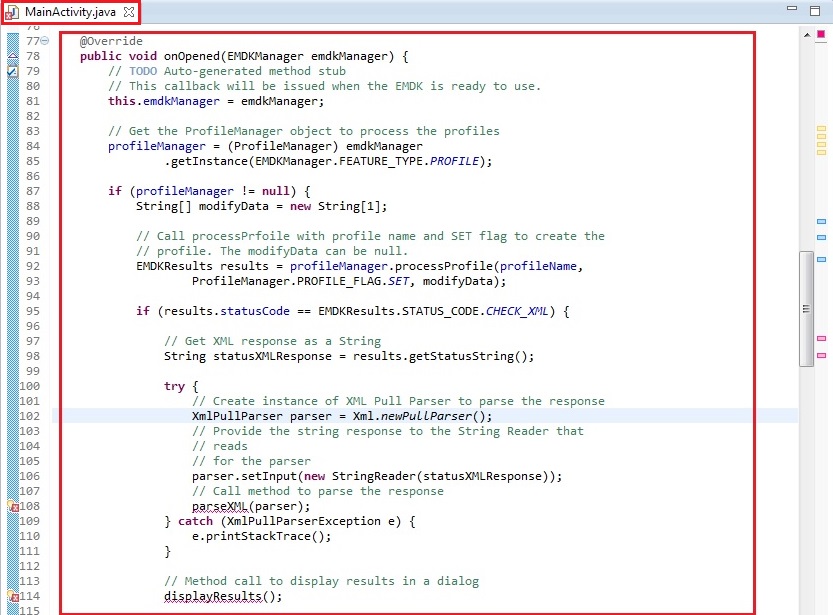 MainActivity.java
76
77 @Override
78 public void onOpened(EMDKManager emdkManager) {
79 // TODO Auto-generated method stub
80 // This callback will be issued when the EMDK is ready to use.
81 this.emdkManager = emdkManager;
82
83 // Get the ProfileManager object to process the profiles
84 profileManager = (ProfileManager) emdkManager
85 .getInstance(EMDKManager.FEATURE_TYPE.PROFILE);
86
87 if (profileManager != null) {
88 String[] modifyData = new String[1];
89
90 // Call processPrfoile with profile name and SET flag to create the
91 // profile. The modifyData can be null.
92 EMDKResults results = profileManager.processProfile(profileName,
93 ProfileManager.PROFILE_FLAG.SET, modifyData);
94
95 if (results.statusCode == EMDKResults.STATUS_CODE.CHECK_XML) {
96
97 // Get XML response as a String
98 String statusXMLResponse = results.getStatusString();
99
100 try {
101 // Create instance of XML Pull Parser to parse the response
102 XmlPullParser parser = Xml.newPullParser();
103 // Provide the string response to the String Reader that
104 // reads
105 // for the parser
106 parser.setInput(new StringReader(statusXMLResponse));
107 // Call method to parse the response
108 parseXML(parser);
109 } catch (XmlPullParserException e) {
110 e.printStackTrace();
111 }
112
113 // Method call to display results in a dialog
114 displayResults();
115